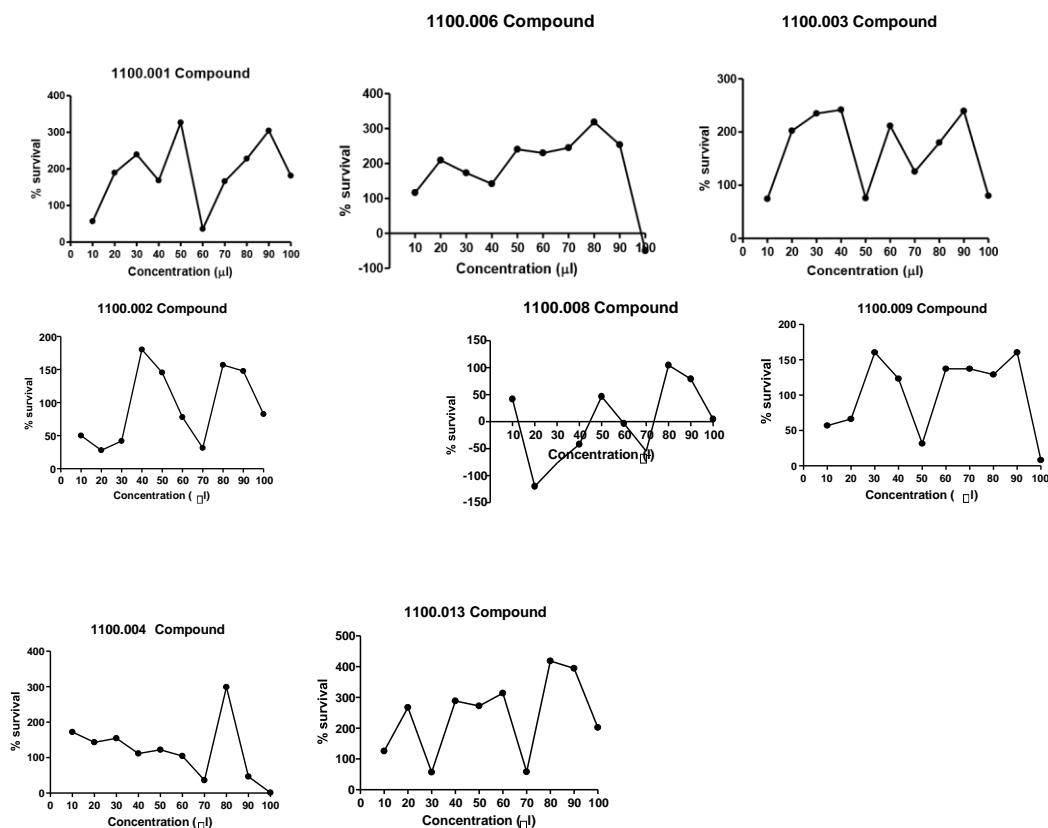 1100.006 Compound
1100.003 Compound
1100.001 Compound
400
300
200
100
0
% survival
0 10 20 30 40 50 60 70 80 90 100
Concentration (µl)
400
300
200
100
0
-100
% survival
10 20 30 40 50 60 70 80 90 100
Concentration (µl)
300
200
100
0
% survival
0 10 20 30 40 50 60 70 80 90 100
Concentration (µl)
1100.002 Compound
200
150
100
50
0
% survival
0 10 20 30 40 50 60 70 80 90 100
Concentration ( □l)
1100.008 Compound
150
100
50
0
-50
-100
-150
% survival
10 20 30 40 50 60 70 80 90 100
Concentration (□l)
1100.009 Compound
200
150
100
50
0
% survival
0 10 20 30 40 50 60 70 80 90 100
Concentration ( □l)
1100.004 Compound
400
300
200
100
0
% survival
0 10 20 30 40 50 60 70 80 90 100
Concentration (□l)
1100.013 Compound
500
400
300
200
100
0
% survival
0 10 20 30 40 50 60 70 80 90 100
Concentration (□l)